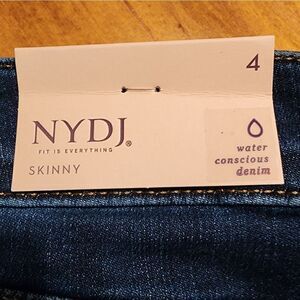 4
NYDJ®
FIT IS EVERYTHING
SKINNY
water
conscious
denim